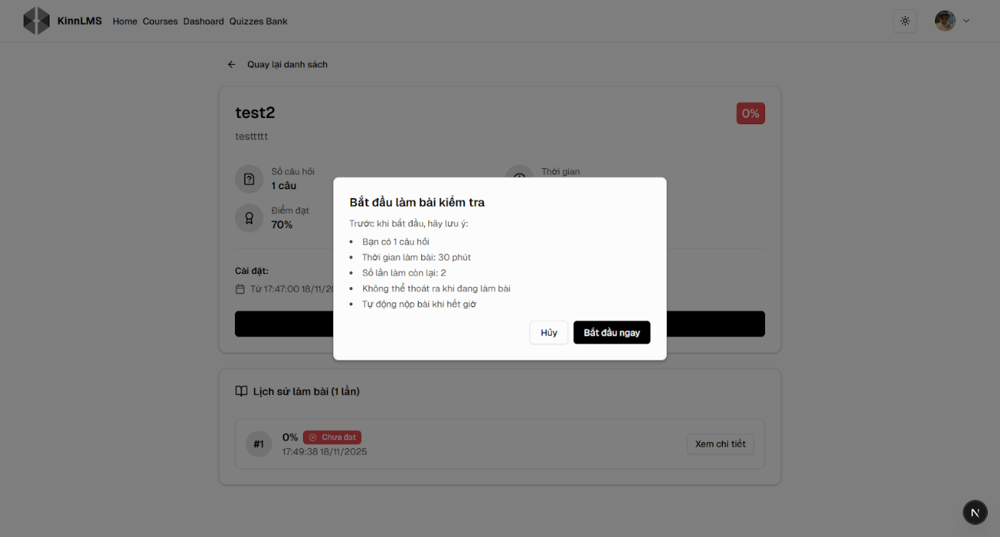 KinnLMS Home Courses Dashoard Quizzes Bank
Quay lại danh sách
test2
0%
testtttt
Số câu hỏi
1 câu
Thời gian
Điểm đạt
70%
Cài đặt:
Từ 17:47:00 18/11/20
Bắt đầu làm bài kiểm tra
Trước khi bắt đầu, hãy lưu ý:
• Bạn có 1 câu hỏi
• Thời gian làm bài: 30 phút
• Số lần làm còn lại: 2
• Không thể thoát ra khi đang làm bài
• Tự động nộp bài khi hết giờ
Hủy
Bắt đầu ngay
Lịch sử làm bài (1 lần)
#1
0% Chưa đạt
17:49:38 18/11/2025
Xem chi tiết
N